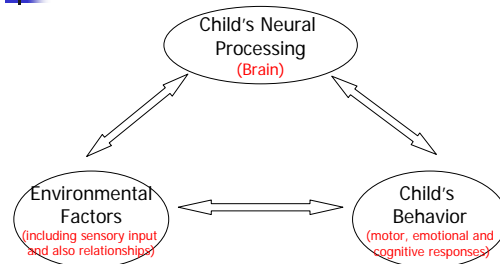 Child's Neural
Processing
(Brain)
Environmental
Factors
(including sensory input
and also relationships)
Child's
Behavior
(motor, emotional and
cognitive responses)